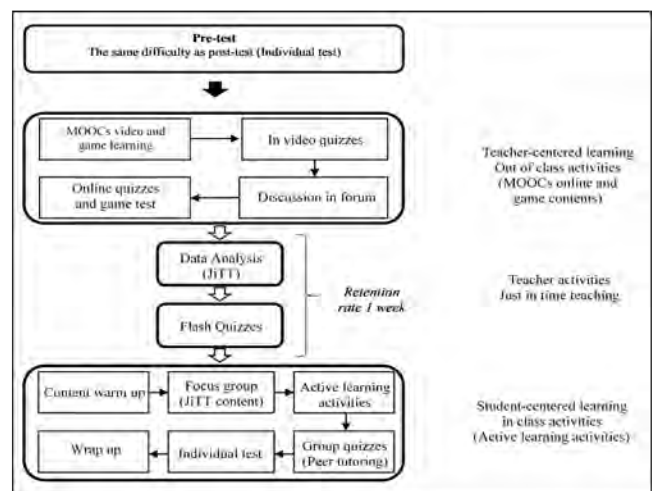 Pre-test
The same difficulty as post-test (Individual test)
MOOCs video and
game learning
In video quizzes
Online quizzes
and game test
Discussion in forum
Teacher-centered learning
Out of class activities
(MOOCs online and
game contents)
Data Analysis
(JiTT)
Flash Quizzes
Retention
rate 1 week
Teacher activities
Just in time teaching
Content warm up
Focus group
(JiTT content)
Active learning
activities
Wrap up
Individual test
Group quizzes
(Peer tutoring)
Student-centered learning
in class activities
(Active learning activities)